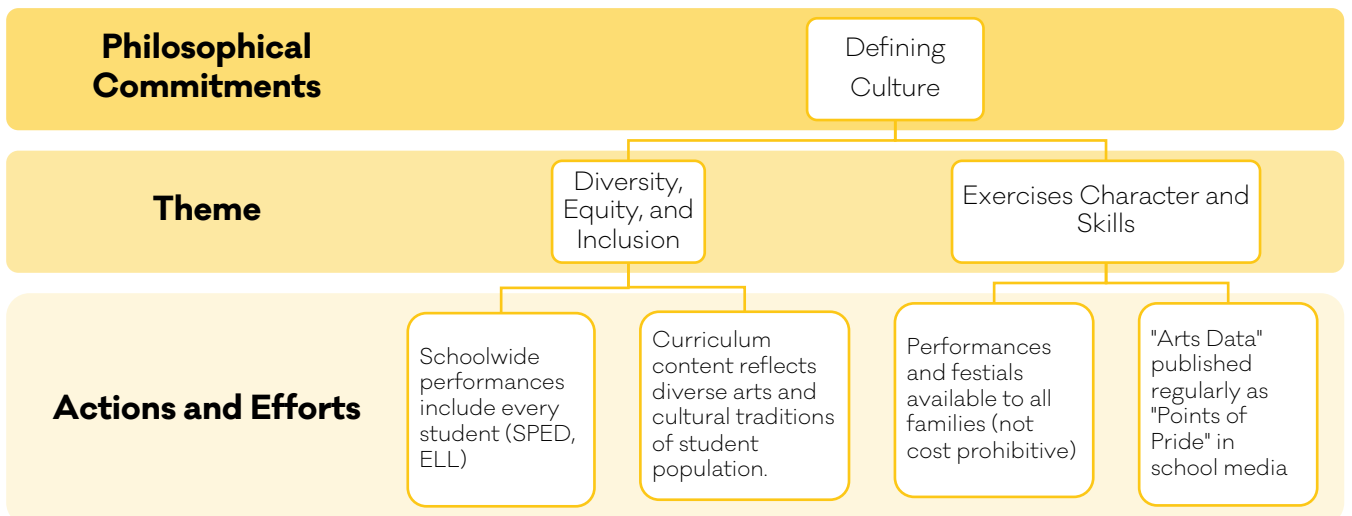 Philosophical
Commitments
Defining
Culture
Theme
Diversity,
Equity, and
Inclusion
Exercises Character and
Skills
Actions and Efforts
Schoolwide
performances
include every
student (SPED,
ELL)
Curriculum
content reflects
diverse arts and
cultural traditions
of student
population.
Performances
and festials
available to all
families (not
cost prohibitive)
"Arts Data"
published
regularly as
"Points of
Pride" in
school media